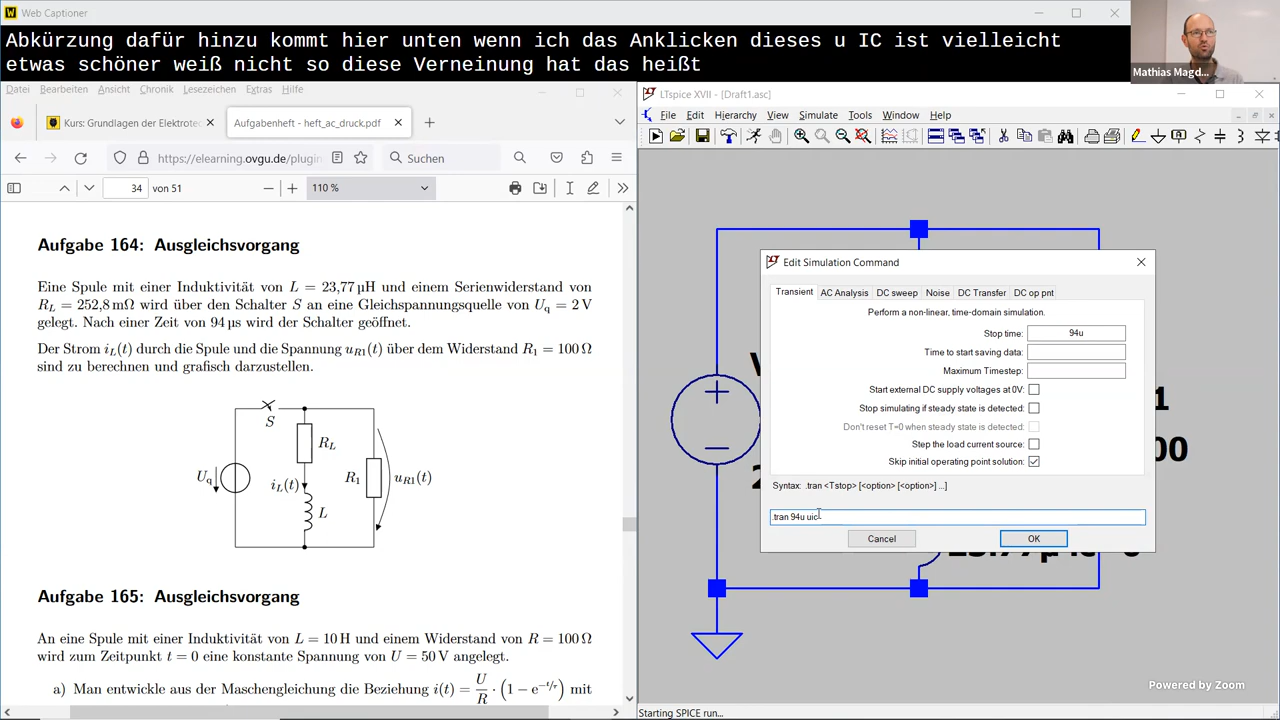 Web Captioner
Abkürzung dafür hinzu kommt hier unten wenn ich das Anklicken dieses u IC ist vielleicht
etwas schöner weiß nicht so diese Verneinung hat das heißt
Mathias Magd...
Datei Bearbeiten Ansicht Chronik Lesezeichen Extras Hilfe
Kurs: Grundlagen der Elektrotec
Aufgabenheft - heft_ac_druck.pdf
https://elearning.ovgu.de/plugin
Suchen
34 von 51
110 %
Aufgabe 164: Ausgleichsvorgang
Eine Spule mit einer Induktivität von L = 23,77 µH und einem Serienwiderstand von
R_L = 252,8 mΩ wird über den Schalter S an eine Gleichspannungsquelle von U_q = 2 V
gelegt. Nach einer Zeit von 94 µs wird der Schalter geöffnet.
Der Strom i_L(t) durch die Spule und die Spannung u_R1(t) über dem Widerstand R_1 = 100 Ω
sind zu berechnen und grafisch darzustellen.
S
R_L
U_q
i_L(t)
R_1
u_R1(t)
L
Aufgabe 165: Ausgleichsvorgang
An eine Spule mit einer Induktivität von L = 10 H und einem Widerstand von R = 100 Ω
wird zum Zeitpunkt t = 0 eine konstante Spannung von U = 50 V angelegt.
a) Man entwickle aus der Maschengleichung die Beziehung i(t) = U/R · (1 − e^(−t/τ)) mit
LTspice XVII - [Draft1.asc]
File Edit Hierarchy View Simulate Tools Window Help
Edit Simulation Command
Transient AC Analysis DC sweep Noise DC Transfer DC op pnt
Perform a non-linear, time-domain simulation.
Stop time: 94u
Time to start saving data:
Maximum Timestep:
Start external DC supply voltages at 0V:
Stop simulating if steady state is detected:
Don't reset T=0 when steady state is detected:
Step the load current source:
Skip initial operating point solution:
Syntax: .tran <Tstop> [<option> [<option>] ...]
.tran 94u uic
Cancel OK
Powered by Zoom
Starting SPICE run...